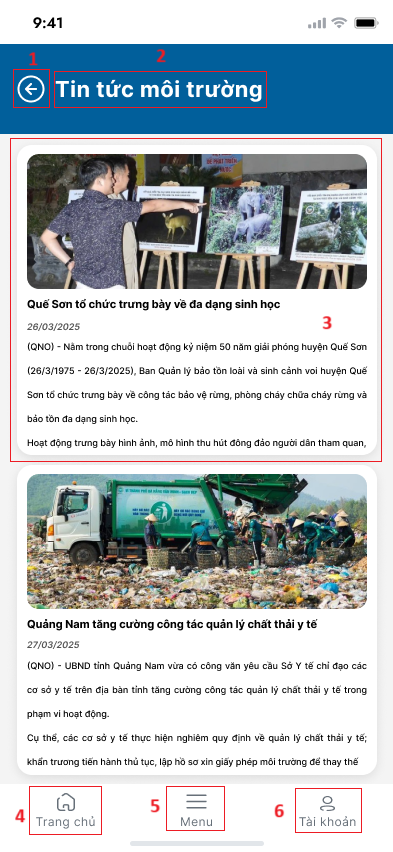 9:41
1
2
Tin tức môi trường
Quế Sơn tổ chức trưng bày về đa dạng sinh học
26/03/2025
3
(QNO) - Nằm trong chuỗi hoạt động kỷ niệm 50 năm giải phóng huyện Quế Sơn
(26/3/1975 - 26/3/2025), Ban Quản lý bảo tồn loài và sinh cảnh voi huyện Quế
Sơn tổ chức trưng bày về công tác bảo vệ rừng, phòng cháy chữa cháy rừng và
bảo tồn đa dạng sinh học.
Hoạt động trưng bày hình ảnh, mô hình thu hút đông đảo người dân tham quan,
Quảng Nam tăng cường công tác quản lý chất thải y tế
27/03/2025
(QNO) - UBND tỉnh Quảng Nam vừa có công văn yêu cầu Sở Y tế chỉ đạo các
cơ sở y tế trên địa bàn tỉnh tăng cường công tác quản lý chất thải y tế trong
phạm vi hoạt động.
Cụ thể, các cơ sở y tế thực hiện nghiêm quy định về quản lý chất thải y tế;
khẩn trương tiến hành thủ tục, lập hồ sơ xin giấy phép môi trường để thay thế
4
Trang chủ
5
Menu
6
Tài khoản